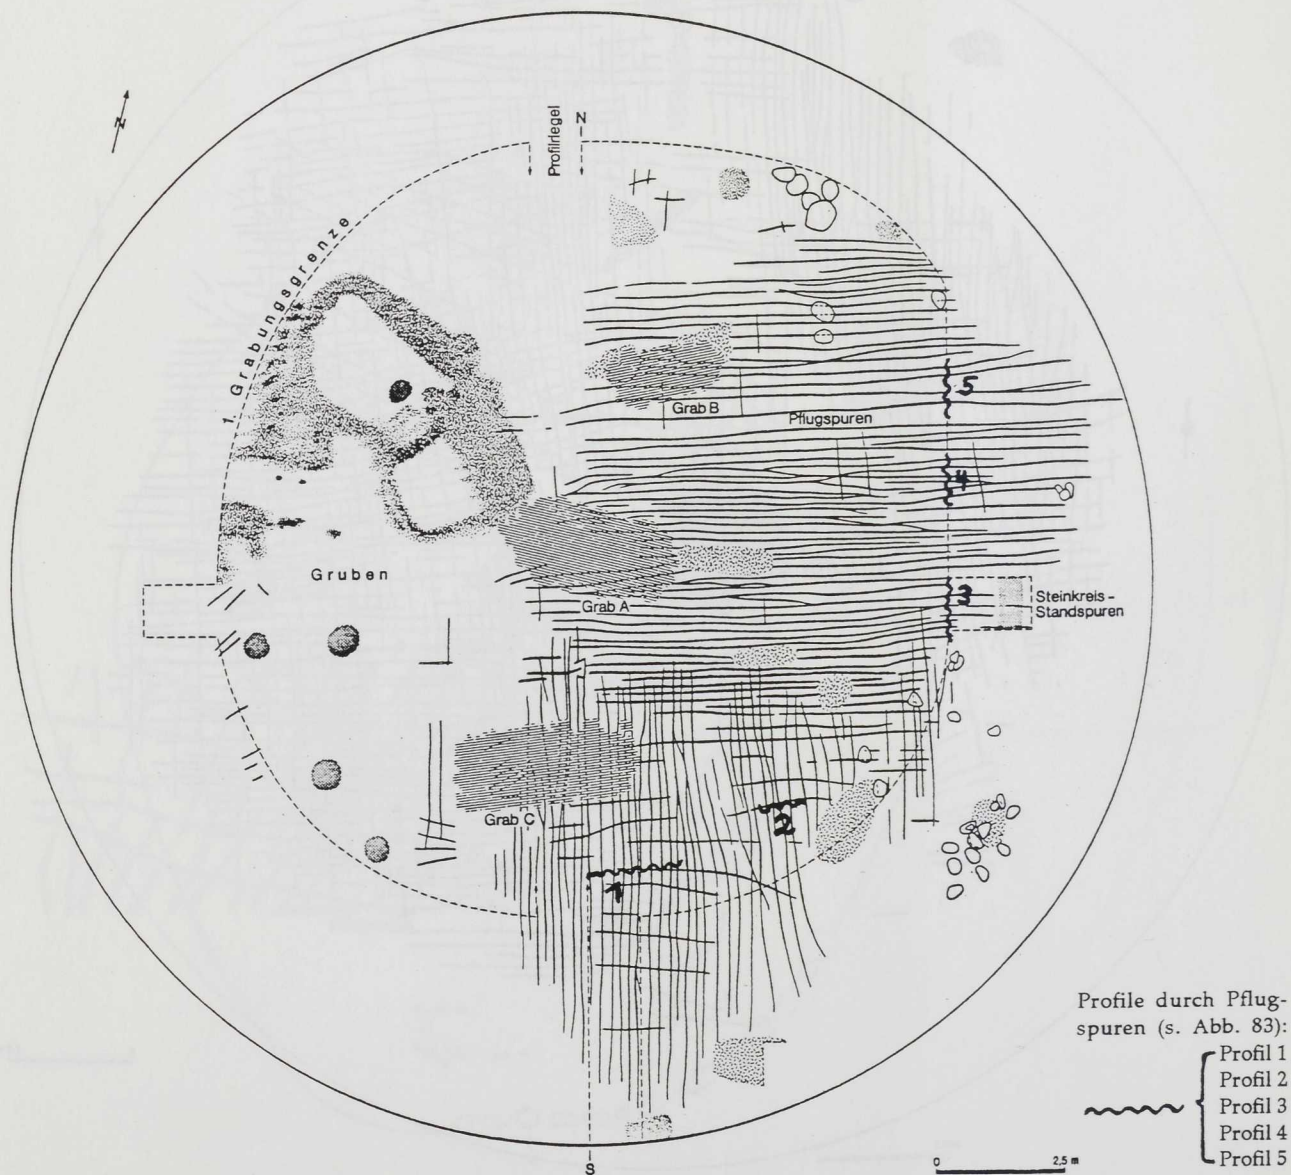 N
Profilriegel
N
1. Grabungsgrenze
Grab B
Pflugspuren
5
4
Gruben
Grab A
3
Steinkreis-
Standspuren
Grab C
2
1
S
Profile durch Pflug-
spuren (s. Abb. 83):
Profil 1
Profil 2
Profil 3
Profil 4
Profil 5
0 2,5 m